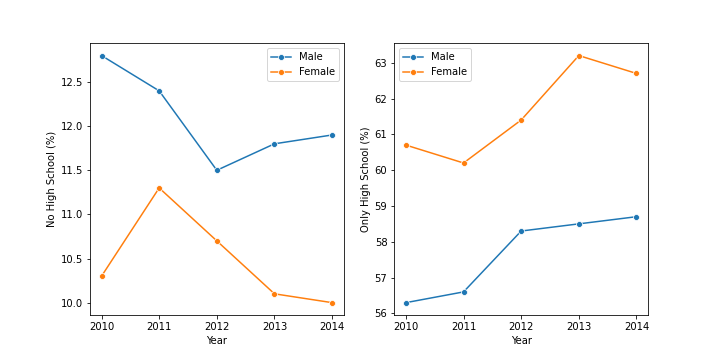 No High School (%)
12.5
12.0
11.5
11.0
10.5
10.0
2010 2011 2012 2013 2014
Year
Male
Female
Only High School (%)
63
62
61
60
59
58
57
56
2010 2011 2012 2013 2014
Year
Male
Female